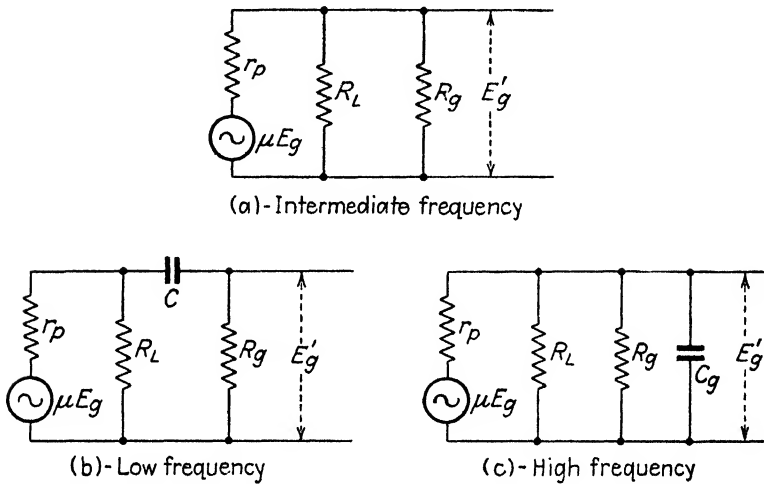 rp
RL
Rg
E'g
μEg
(a)-Intermediate frequency
C
rp
RL
Rg
E'g
μEg
(b)-Low frequency
rp
RL
Rg
Cg
E'g
μEg
(c)-High frequency